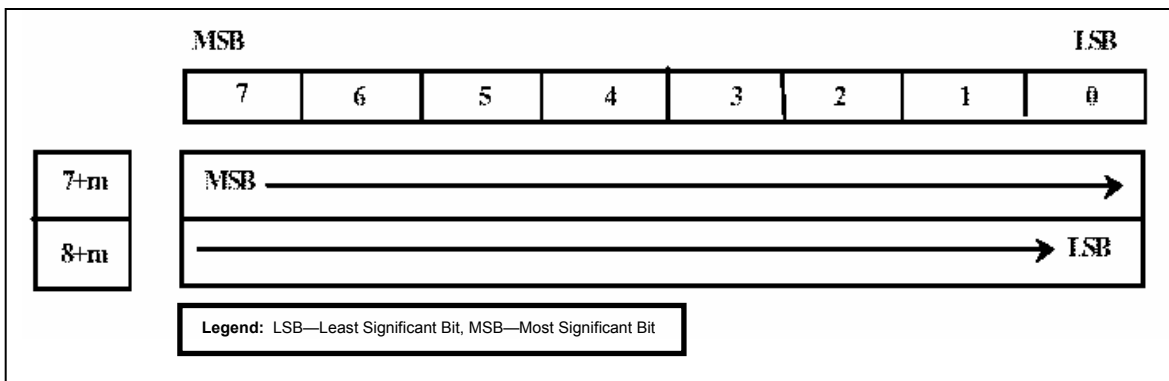 MSB LSB
7 6 5 4 3 2 1 0
7+m MSB
8+m LSB
Legend: LSB—Least Significant Bit, MSB—Most Significant Bit